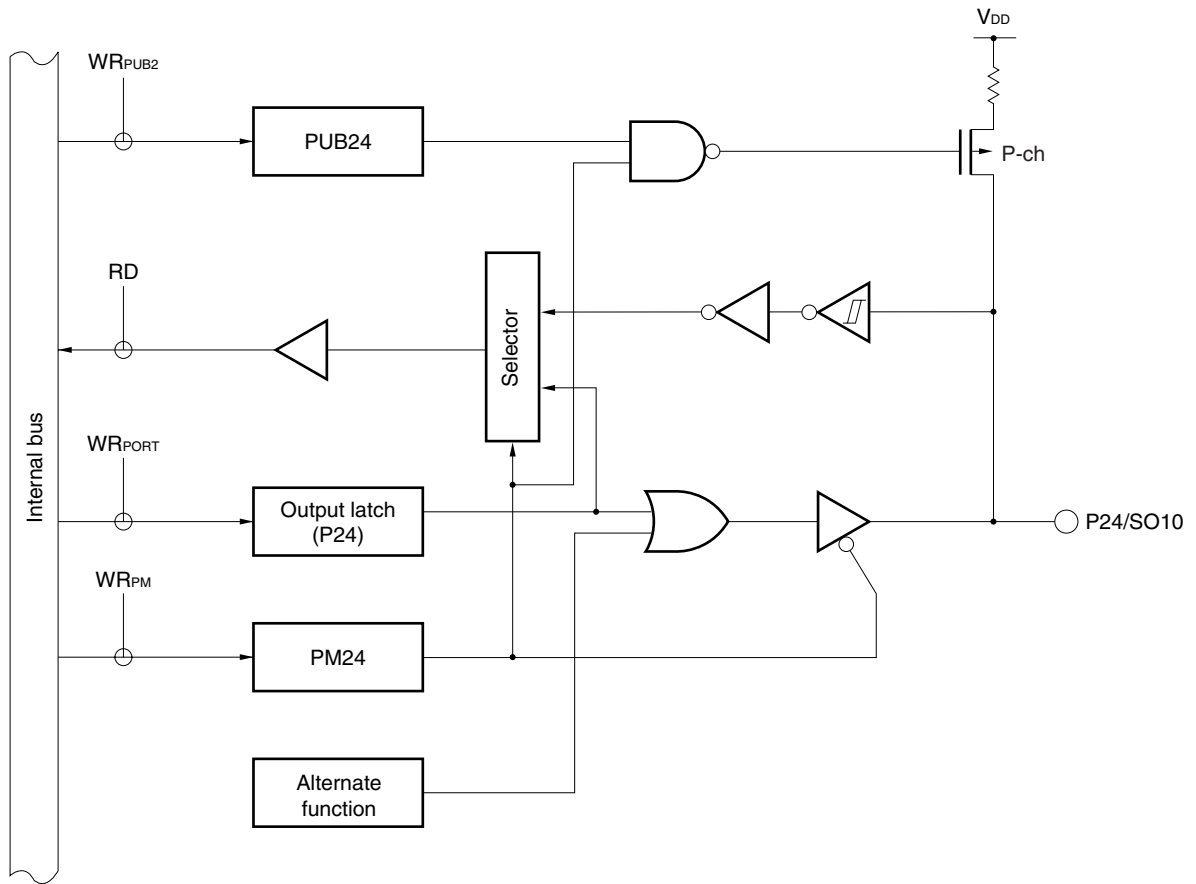 VDD
WRPUB2
PUB24
P-ch
RD
Selector
Internal bus
WRPORT
Output latch
(P24)
P24/SO10
WRPM
PM24
Alternate
function